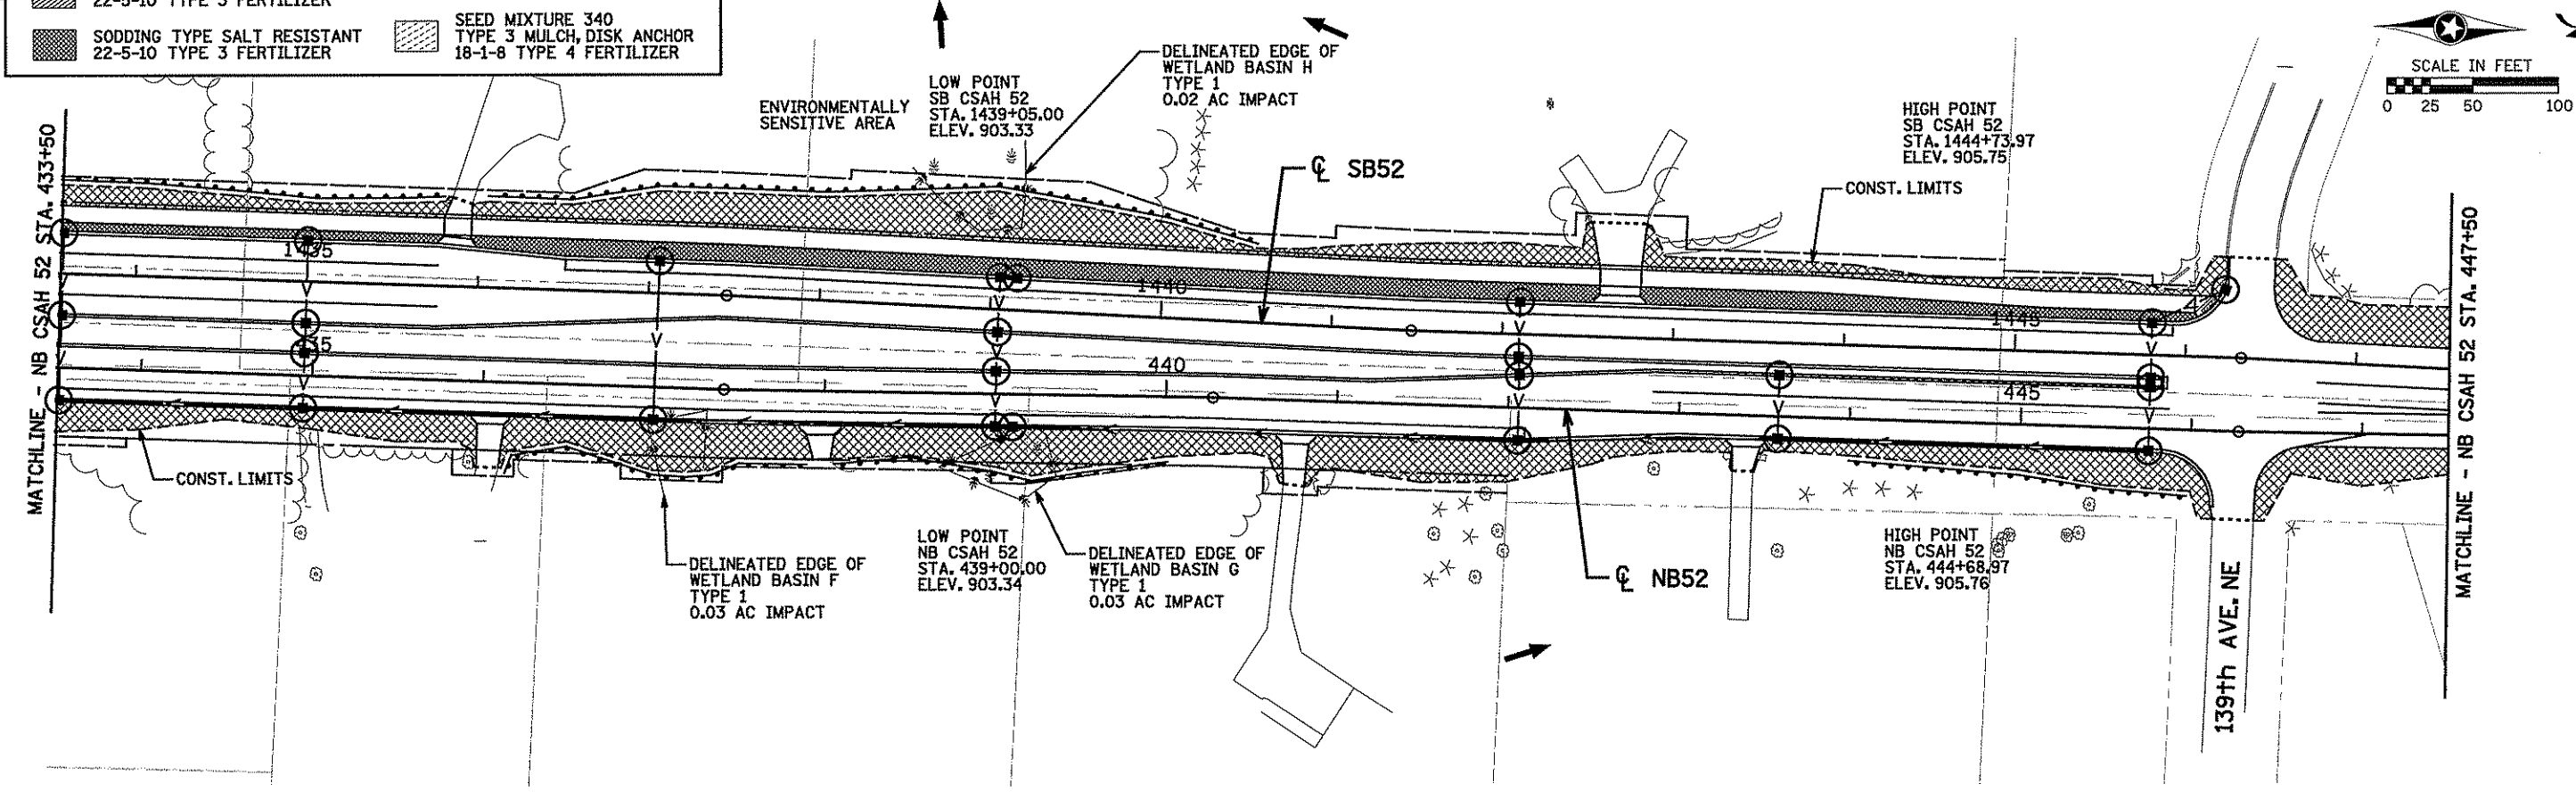 22-5-10 TYPE 3 FERTILIZER
SODDING TYPE SALT RESISTANT
22-5-10 TYPE 3 FERTILIZER
SEED MIXTURE 340
TYPE 3 MULCH, DISK ANCHOR
18-1-8 TYPE 4 FERTILIZER
SCALE IN FEET
0 25 50 100
ENVIRONMENTALLY
SENSITIVE AREA
LOW POINT
SB CSAH 52
STA. 1439+05.00
ELEV. 903.33
DELINEATED EDGE OF
WETLAND BASIN H
TYPE 1
0.02 AC IMPACT
HIGH POINT
SB CSAH 52
STA. 1444+73.97
ELEV. 905.75
CONST. LIMITS
℄ SB52
MATCHLINE - NB CSAH 52 STA. 433+50
1435
1440
1445
435
440
445
CONST. LIMITS
DELINEATED EDGE OF
WETLAND BASIN F
TYPE 1
0.03 AC IMPACT
LOW POINT
NB CSAH 52
STA. 439+00.00
ELEV. 903.34
DELINEATED EDGE OF
WETLAND BASIN G
TYPE 1
0.03 AC IMPACT
℄ NB52
HIGH POINT
NB CSAH 52
STA. 444+68.97
ELEV. 905.76
139th AVE. NE
MATCHLINE - NB CSAH 52 STA. 447+50